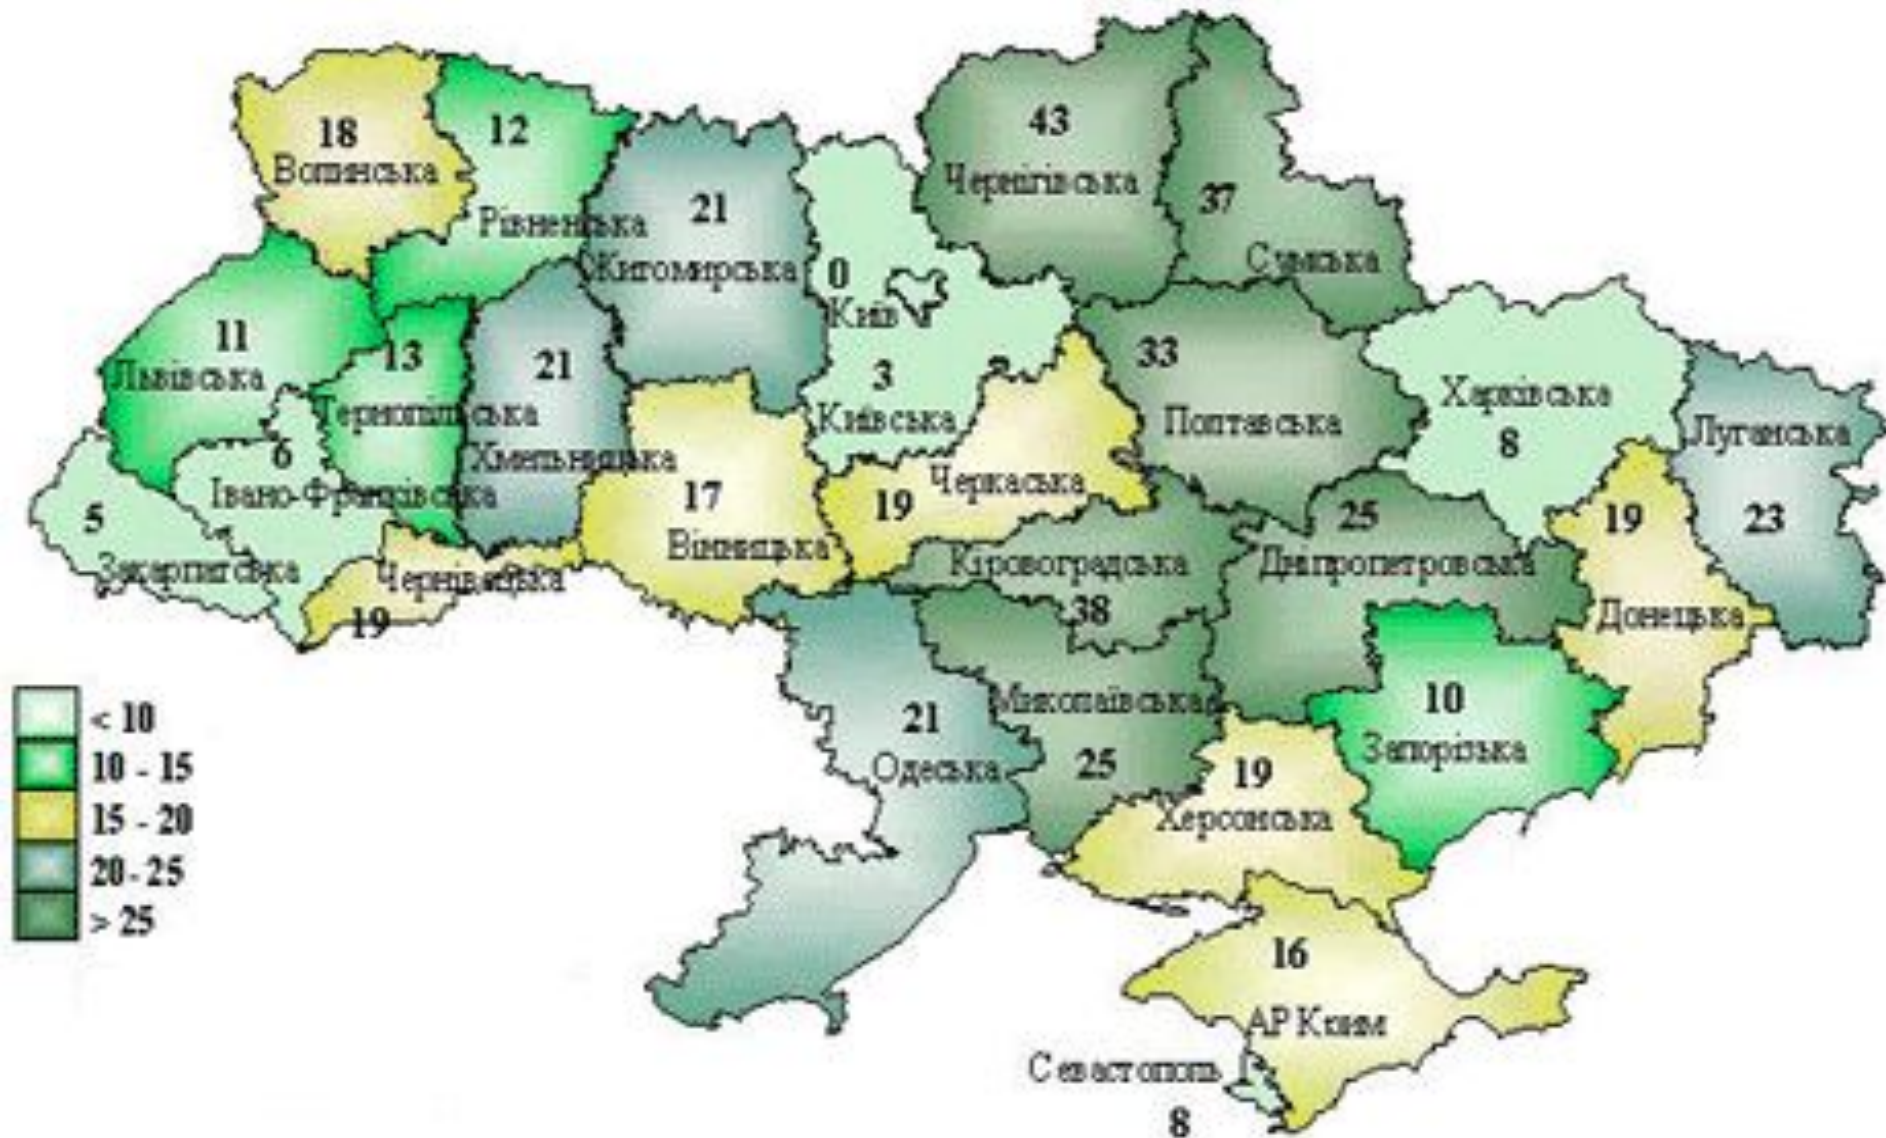 18
Волинська
12
Рівненська
21
Житомирська
43
Чернігівська
37
Сумська
0
Київ
3
Київська
11
Львівська
13
Тернопільська
21
Хмельницька
6
Івано-Франківська
5
Закарпатська
19
Чернівецька
17
Вінницька
19
Черкаська
33
Полтавська
Харківська
8
Луганська
23
19
Донецька
25
Дніпропетровська
Кіровоградська
38
Миколаївська
25
21
Одеська
10
Запорізька
19
Херсонська
16
АР Крим
Севастополь
8
< 10
10 - 15
15 - 20
20 - 25
> 25